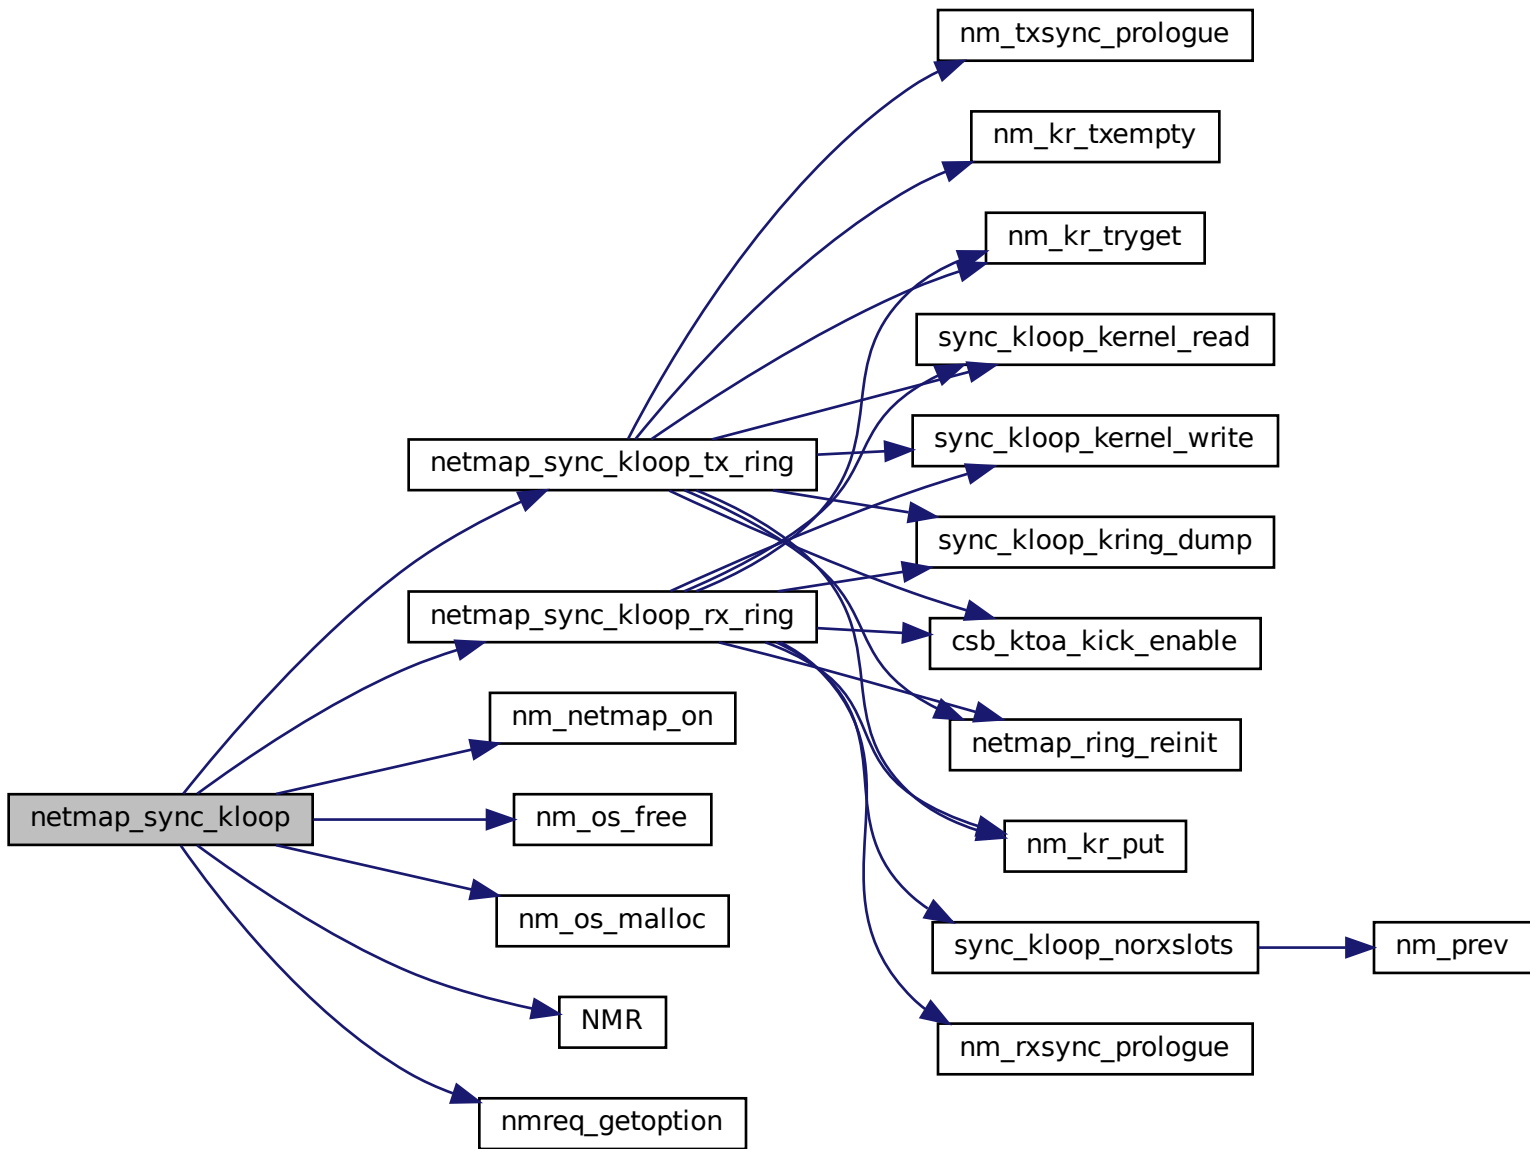 nm_txsync_prologue
nm_kr_txempty
nm_kr_tryget
sync_kloop_kernel_read
sync_kloop_kernel_write
netmap_sync_kloop_tx_ring
sync_kloop_kring_dump
netmap_sync_kloop_rx_ring
csb_ktoa_kick_enable
nm_netmap_on
netmap_ring_reinit
netmap_sync_kloop
nm_os_free
nm_kr_put
nm_os_malloc
sync_kloop_norxslots
nm_prev
NMR
nm_rxsync_prologue
nmreq_getoption